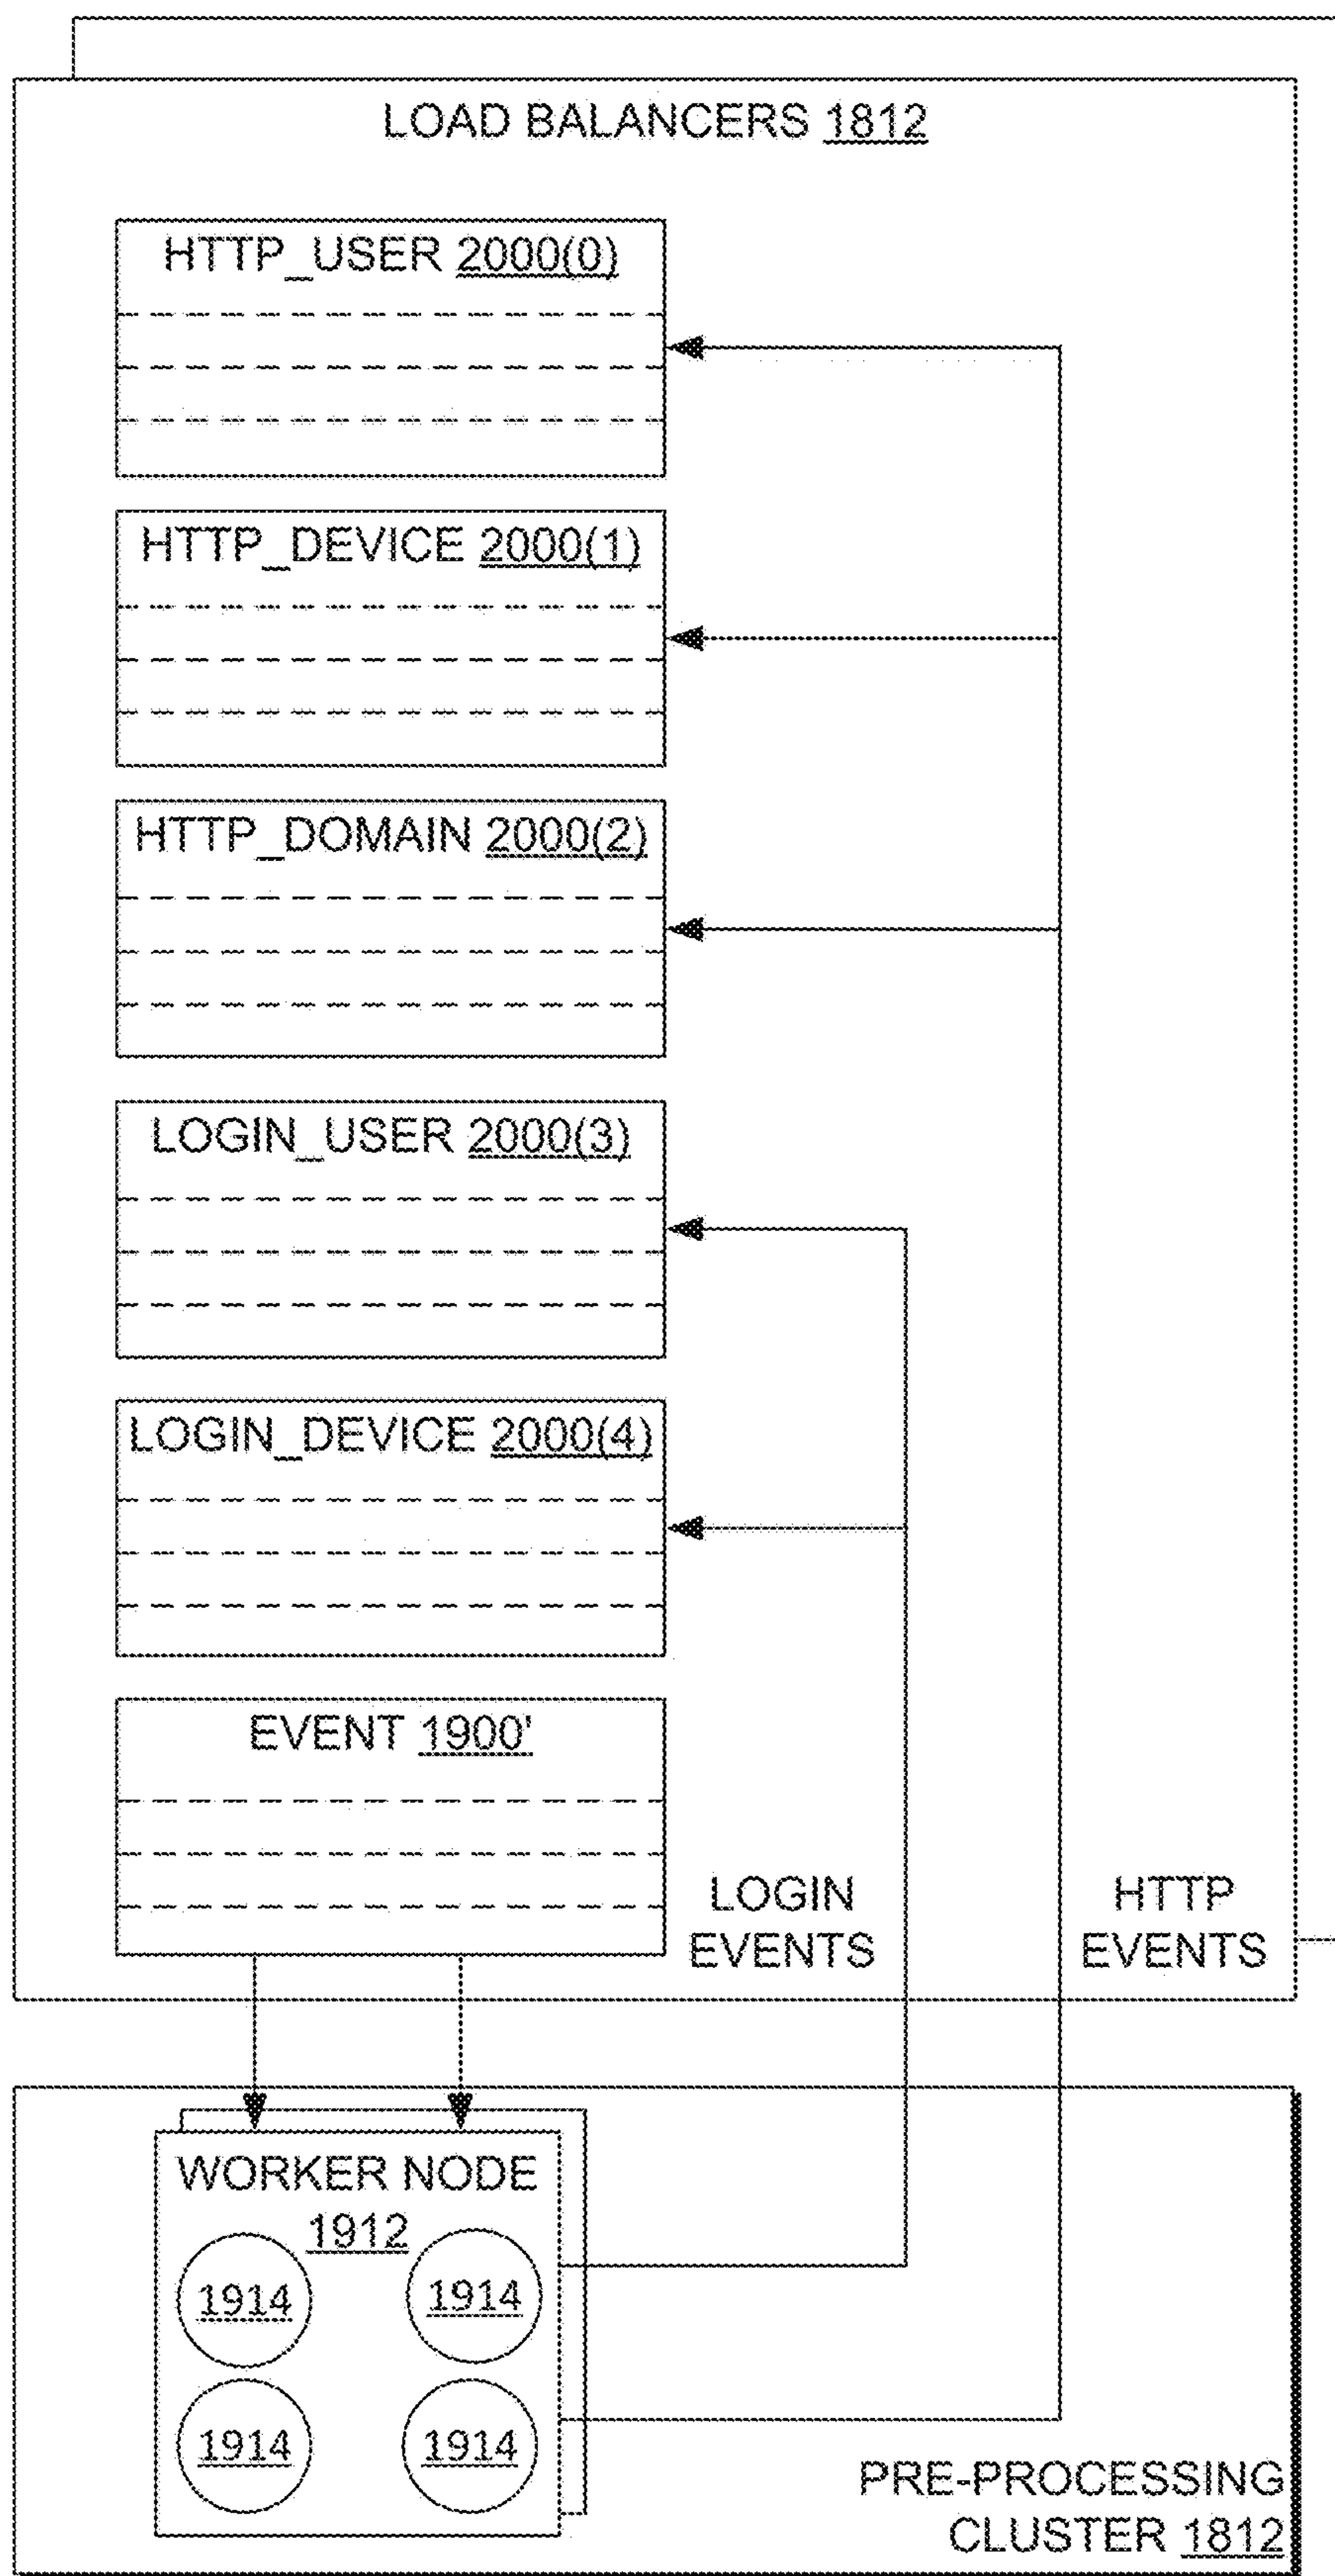 LOAD BALANCERS 1812
HTTP_USER 2000(0)
HTTP_DEVICE 2000(1)
HTTP_DOMAIN 2000(2)
LOGIN_USER 2000(3)
LOGIN_DEVICE 2000(4)
EVENT 1900'
LOGIN
EVENTS
HTTP
EVENTS
WORKER NODE
1912
1914
1914
1914
1914
PRE-PROCESSING
CLUSTER 1812